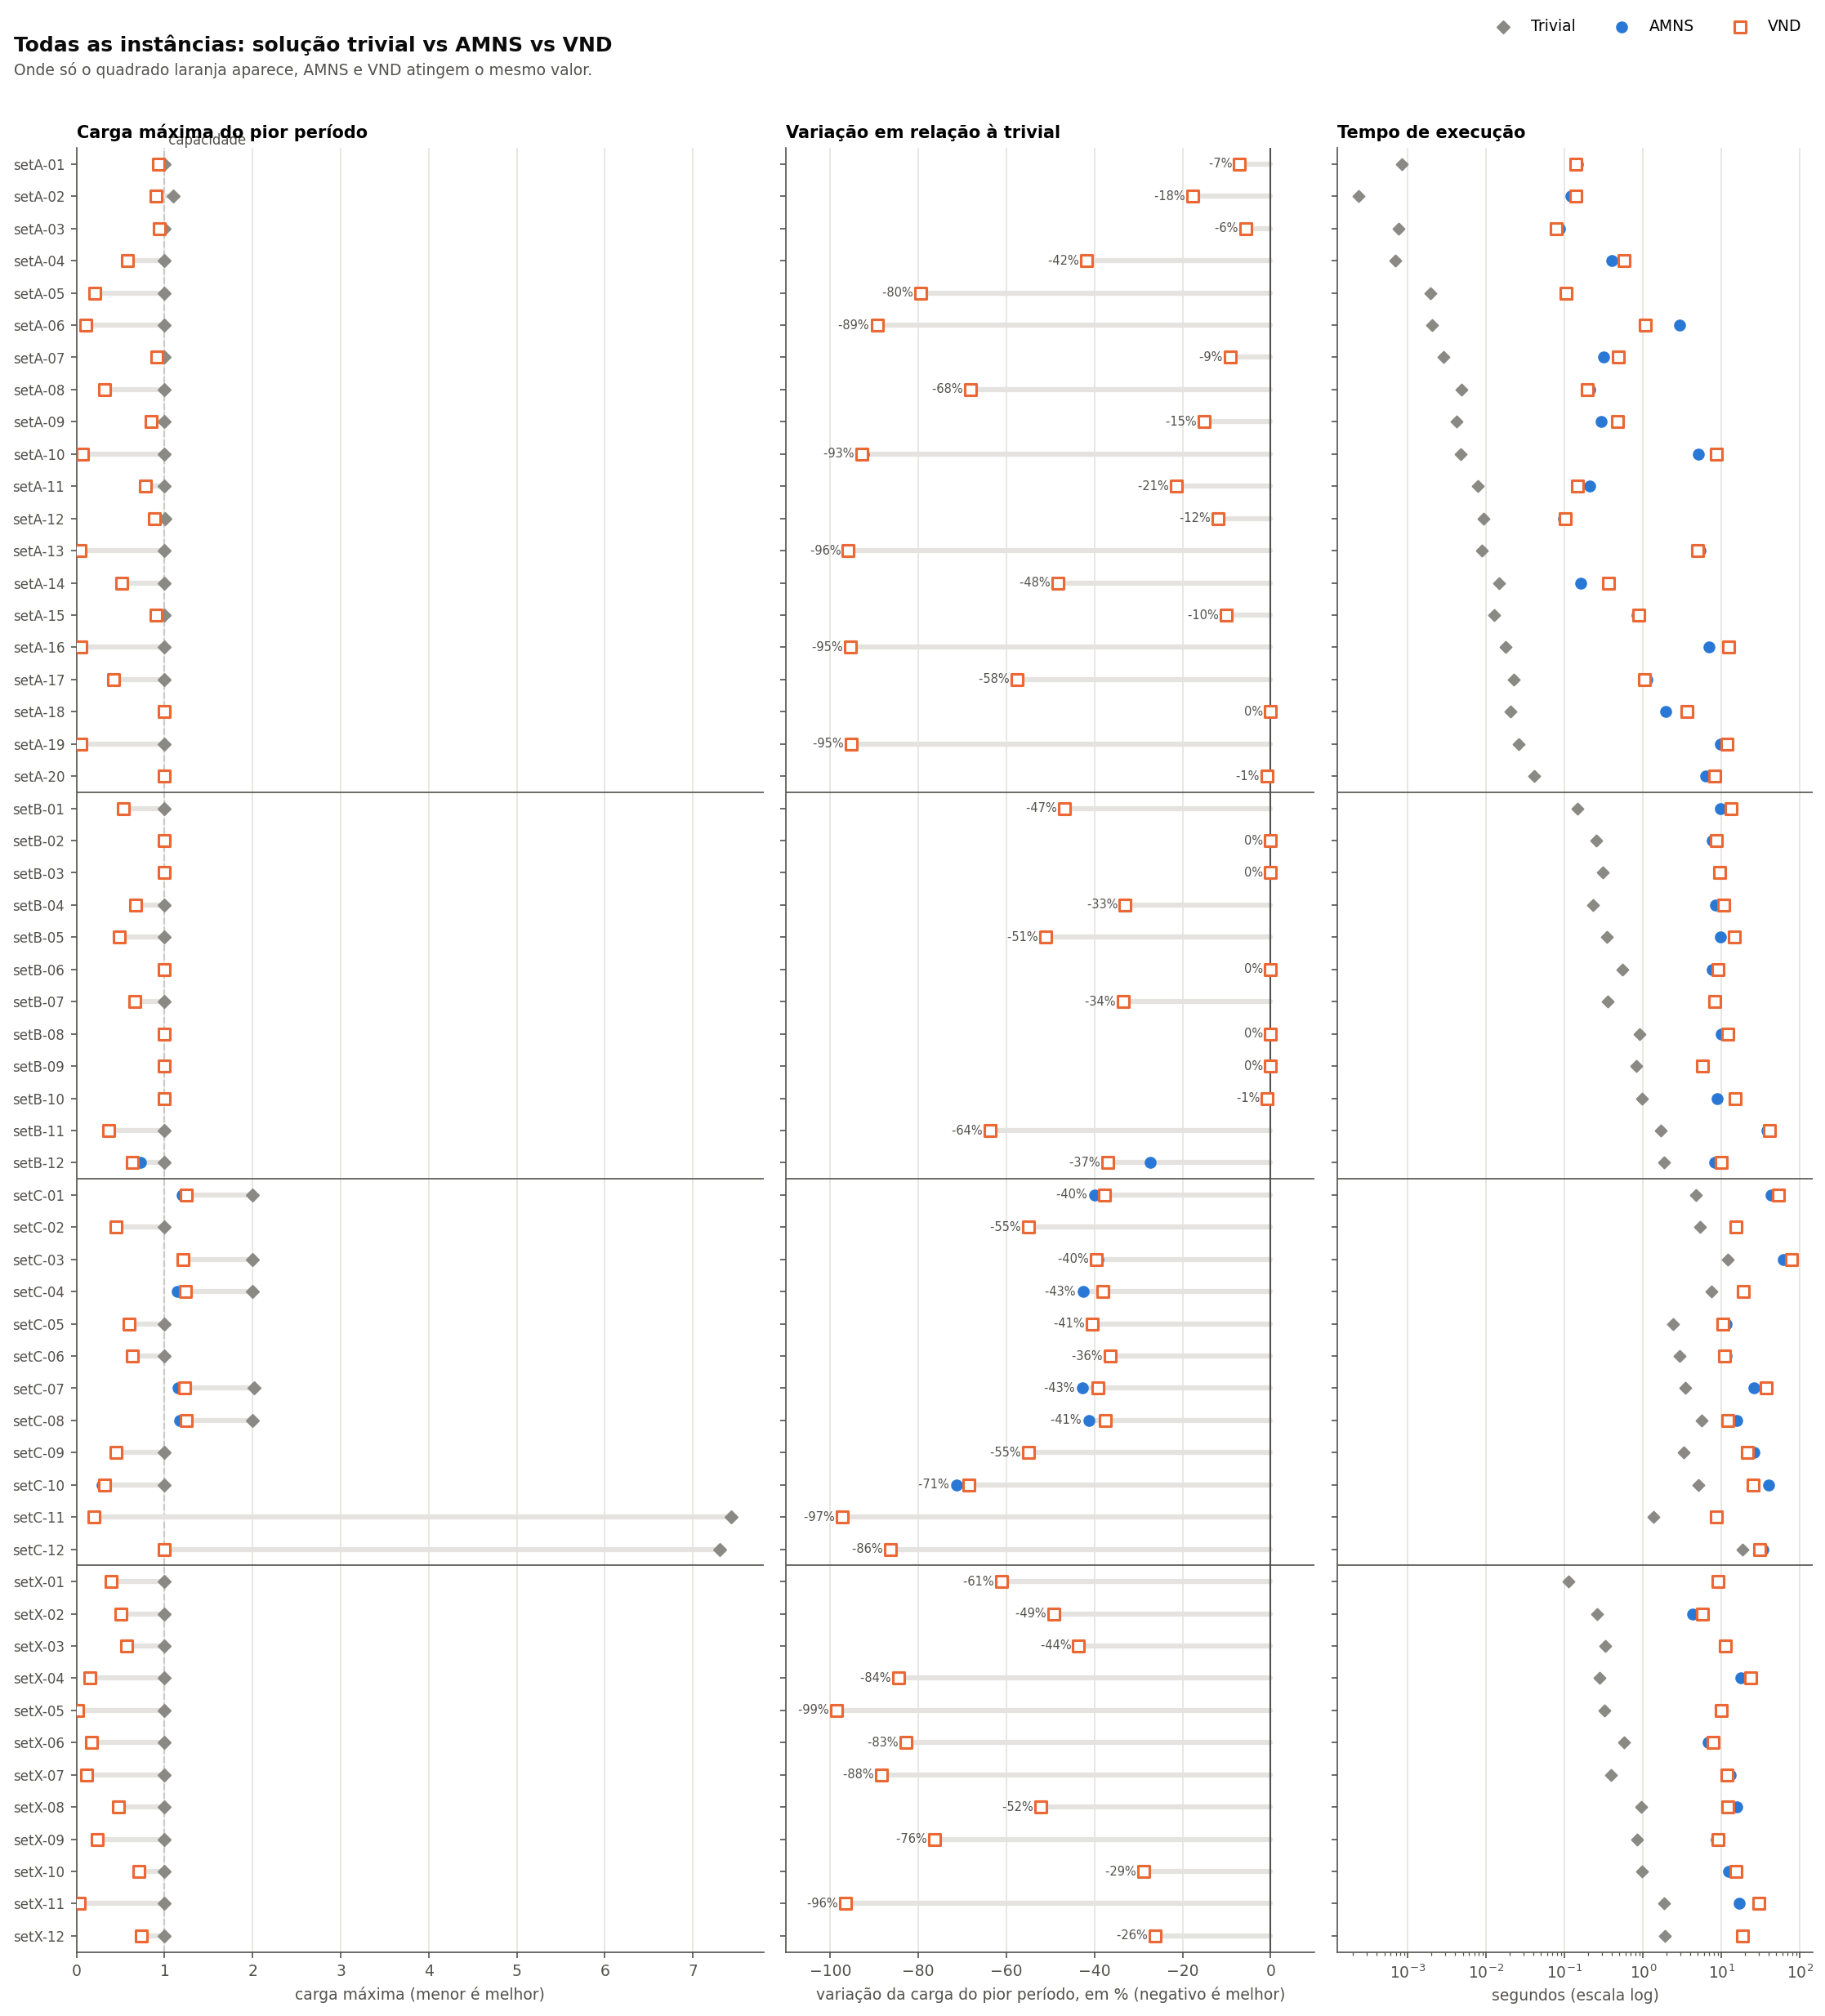 Trivial AMNS VND
Todas as instâncias: solução trivial vs AMNS vs VND
Onde só o quadrado laranja aparece, AMNS e VND atingem o mesmo valor.
Carga máxima do pior período
capacidade
Variação em relação à trivial
Tempo de execução
setA-01 -7%
setA-02 -18%
setA-03 -6%
setA-04 -42%
setA-05 -80%
setA-06 -89%
setA-07 -9%
setA-08 -68%
setA-09 -15%
setA-10 -93%
setA-11 -21%
setA-12 -12%
setA-13 -96%
setA-14 -48%
setA-15 -10%
setA-16 -95%
setA-17 -58%
setA-18 0%
setA-19 -95%
setA-20 -1%
setB-01 -47%
setB-02 0%
setB-03 0%
setB-04 -33%
setB-05 -51%
setB-06 0%
setB-07 -34%
setB-08 0%
setB-09 0%
setB-10 -1%
setB-11 -64%
setB-12 -37%
setC-01 -40%
setC-02 -55%
setC-03 -40%
setC-04 -43%
setC-05 -41%
setC-06 -36%
setC-07 -43%
setC-08 -41%
setC-09 -55%
setC-10 -71%
setC-11 -97%
setC-12 -86%
setX-01 -61%
setX-02 -49%
setX-03 -44%
setX-04 -84%
setX-05 -99%
setX-06 -83%
setX-07 -88%
setX-08 -52%
setX-09 -76%
setX-10 -29%
setX-11 -96%
setX-12 -26%
0 1 2 3 4 5 6 7
−100 −80 −60 −40 −20 0
10⁻³ 10⁻² 10⁻¹ 10⁰ 10¹ 10²
carga máxima (menor é melhor)
variação da carga do pior período, em % (negativo é melhor)
segundos (escala log)